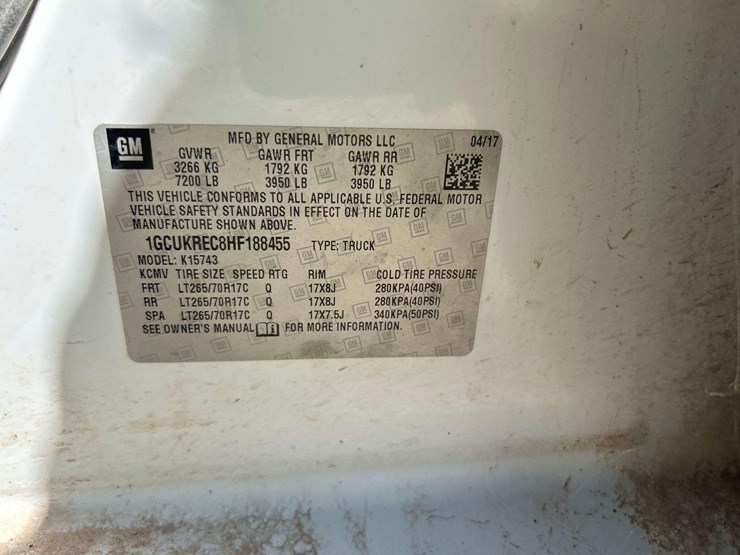 GM
MFD BY GENERAL MOTORS LLC 04/17
GVWR GAWR FRT GAWR RR
3266 KG 1792 KG 1792 KG
7200 LB 3950 LB 3950 LB
THIS VEHICLE CONFORMS TO ALL APPLICABLE U.S. FEDERAL MOTOR
VEHICLE SAFETY STANDARDS IN EFFECT ON THE DATE OF
MANUFACTURE SHOWN ABOVE.
1GCUKREC8HF188455 TYPE: TRUCK
MODEL: K15743
KCMV TIRE SIZE SPEED RTG RIM COLD TIRE PRESSURE
FRT LT265/70R17C Q 17X8J 280KPA(40PSI)
RR LT265/70R17C Q 17X8J 280KPA(40PSI)
SPA LT265/70R17C Q 17X7.5J 340KPA(50PSI)
SEE OWNER'S MANUAL FOR MORE INFORMATION.